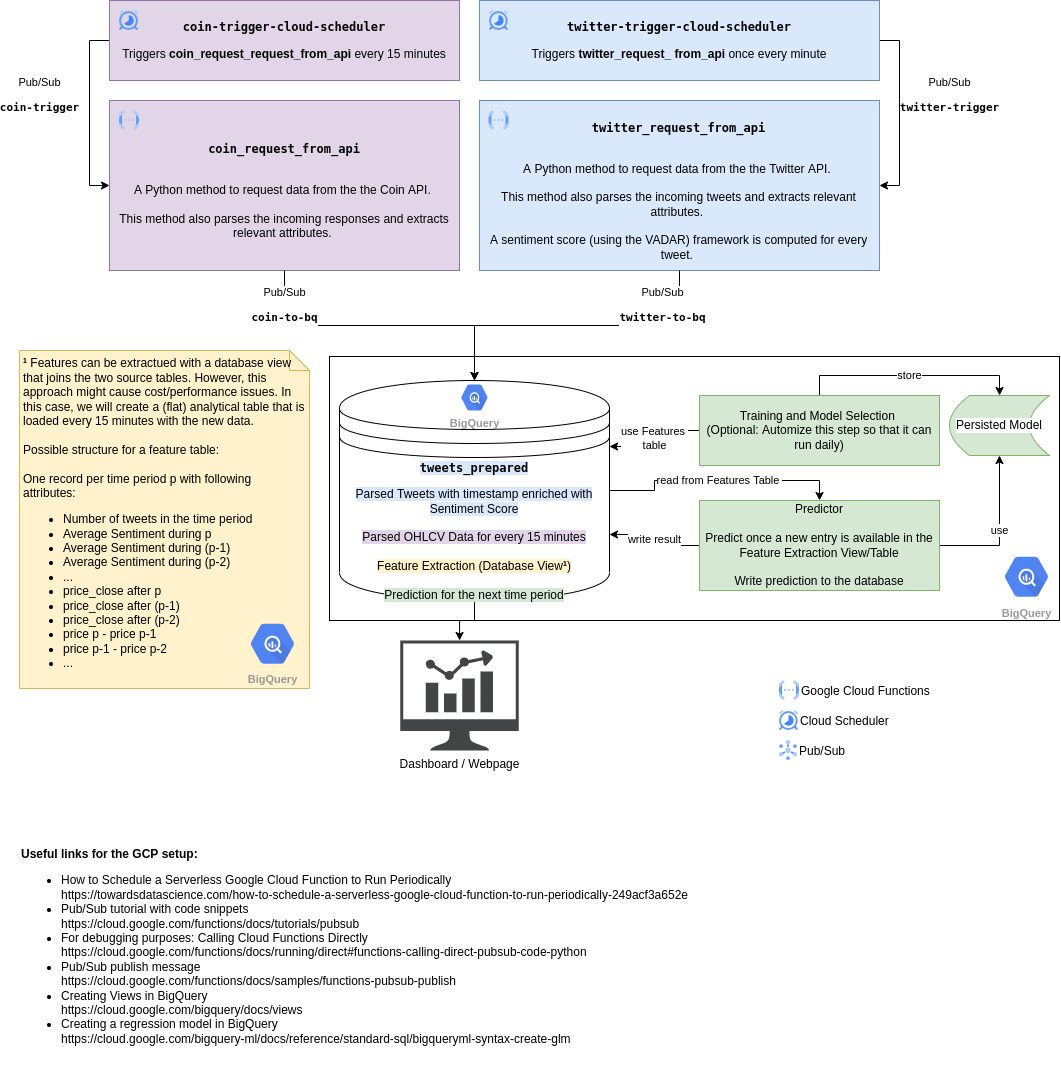 coin-trigger-cloud-scheduler
Triggers coin_request_request_from_api every 15 minutes
twitter-trigger-cloud-scheduler
Triggers twitter_request_ from_api once every minute
Pub/Sub
coin-trigger
Pub/Sub
twitter-trigger
coin_request_from_api
A Python method to request data from the the Coin API.
This method also parses the incoming responses and extracts
relevant attributes.
twitter_request_from_api
A Python method to request data from the the Twitter API.
This method also parses the incoming tweets and extracts relevant
attributes.
A sentiment score (using the VADAR) framework is computed for every
tweet.
Pub/Sub
coin-to-bq
Pub/Sub
twitter-to-bq
¹ Features can be extractued with a database view
that joins the two source tables. However, this
approach might cause cost/performance issues. In
this case, we will create a (flat) analytical table that is
loaded every 15 minutes with the new data.
Possible structure for a feature table:
One record per time period p with following
attributes:
• Number of tweets in the time period
• Average Sentiment during p
• Average Sentiment during (p-1)
• Average Sentiment during (p-2)
• ...
• price_close after p
• price_close after (p-1)
• price_close after (p-2)
• price p - price p-1
• price p-1 - price p-2
• ...
BigQuery
BigQuery
tweets_prepared
Parsed Tweets with timestamp enriched with
Sentiment Score
Parsed OHLCV Data for every 15 minutes
Feature Extraction (Database View¹)
Prediction for the next time period
use Features
table
read from Features Table
write result
store
Training and Model Selection
(Optional: Automize this step so that it can
run daily)
Persisted Model
Predictor
Predict once a new entry is available in the
Feature Extraction View/Table
Write prediction to the database
use
BigQuery
Dashboard / Webpage
Google Cloud Functions
Cloud Scheduler
Pub/Sub
Useful links for the GCP setup:
• How to Schedule a Serverless Google Cloud Function to Run Periodically
https://towardsdatascience.com/how-to-schedule-a-serverless-google-cloud-function-to-run-periodically-249acf3a652e
• Pub/Sub tutorial with code snippets
https://cloud.google.com/functions/docs/tutorials/pubsub
• For debugging purposes: Calling Cloud Functions Directly
https://cloud.google.com/functions/docs/running/direct#functions-calling-direct-pubsub-code-python
• Pub/Sub publish message
https://cloud.google.com/functions/docs/samples/functions-pubsub-publish
• Creating Views in BigQuery
https://cloud.google.com/bigquery/docs/views
• Creating a regression model in BigQuery
https://cloud.google.com/bigquery-ml/docs/reference/standard-sql/bigqueryml-syntax-create-glm